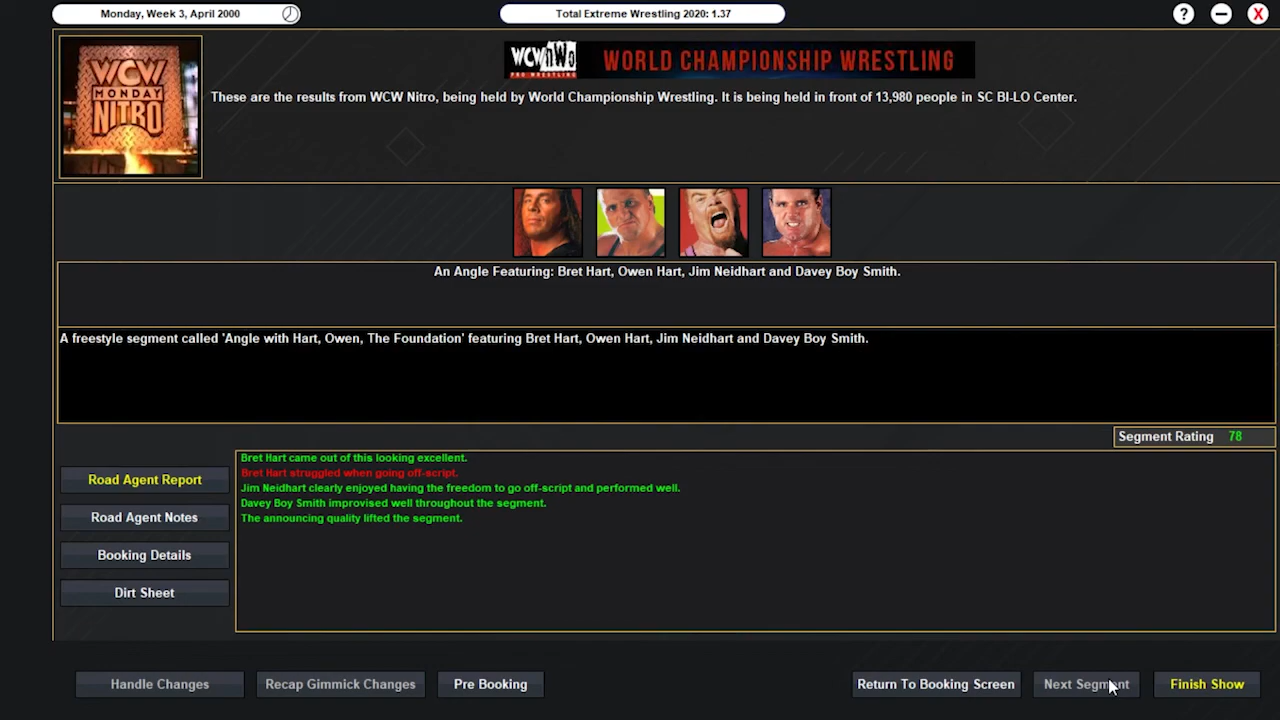 Monday, Week 3, April 2000
Total Extreme Wrestling 2020: 1.37
?
X
WCW
MONDAY
NITRO
WCW nWo
PRO WRESTLING
WORLD CHAMPIONSHIP WRESTLING
These are the results from WCW Nitro, being held by World Championship Wrestling. It is being held in front of 13,980 people in SC BI-LO Center.
An Angle Featuring: Bret Hart, Owen Hart, Jim Neidhart and Davey Boy Smith.
A freestyle segment called 'Angle with Hart, Owen, The Foundation' featuring Bret Hart, Owen Hart, Jim Neidhart and Davey Boy Smith.
Segment Rating 78
Road Agent Report
Road Agent Notes
Booking Details
Dirt Sheet
Bret Hart came out of this looking excellent.
Bret Hart struggled when going off-script.
Jim Neidhart clearly enjoyed having the freedom to go off-script and performed well.
Davey Boy Smith improvised well throughout the segment.
The announcing quality lifted the segment.
Handle Changes
Recap Gimmick Changes
Pre Booking
Return To Booking Screen
Next Segment
Finish Show